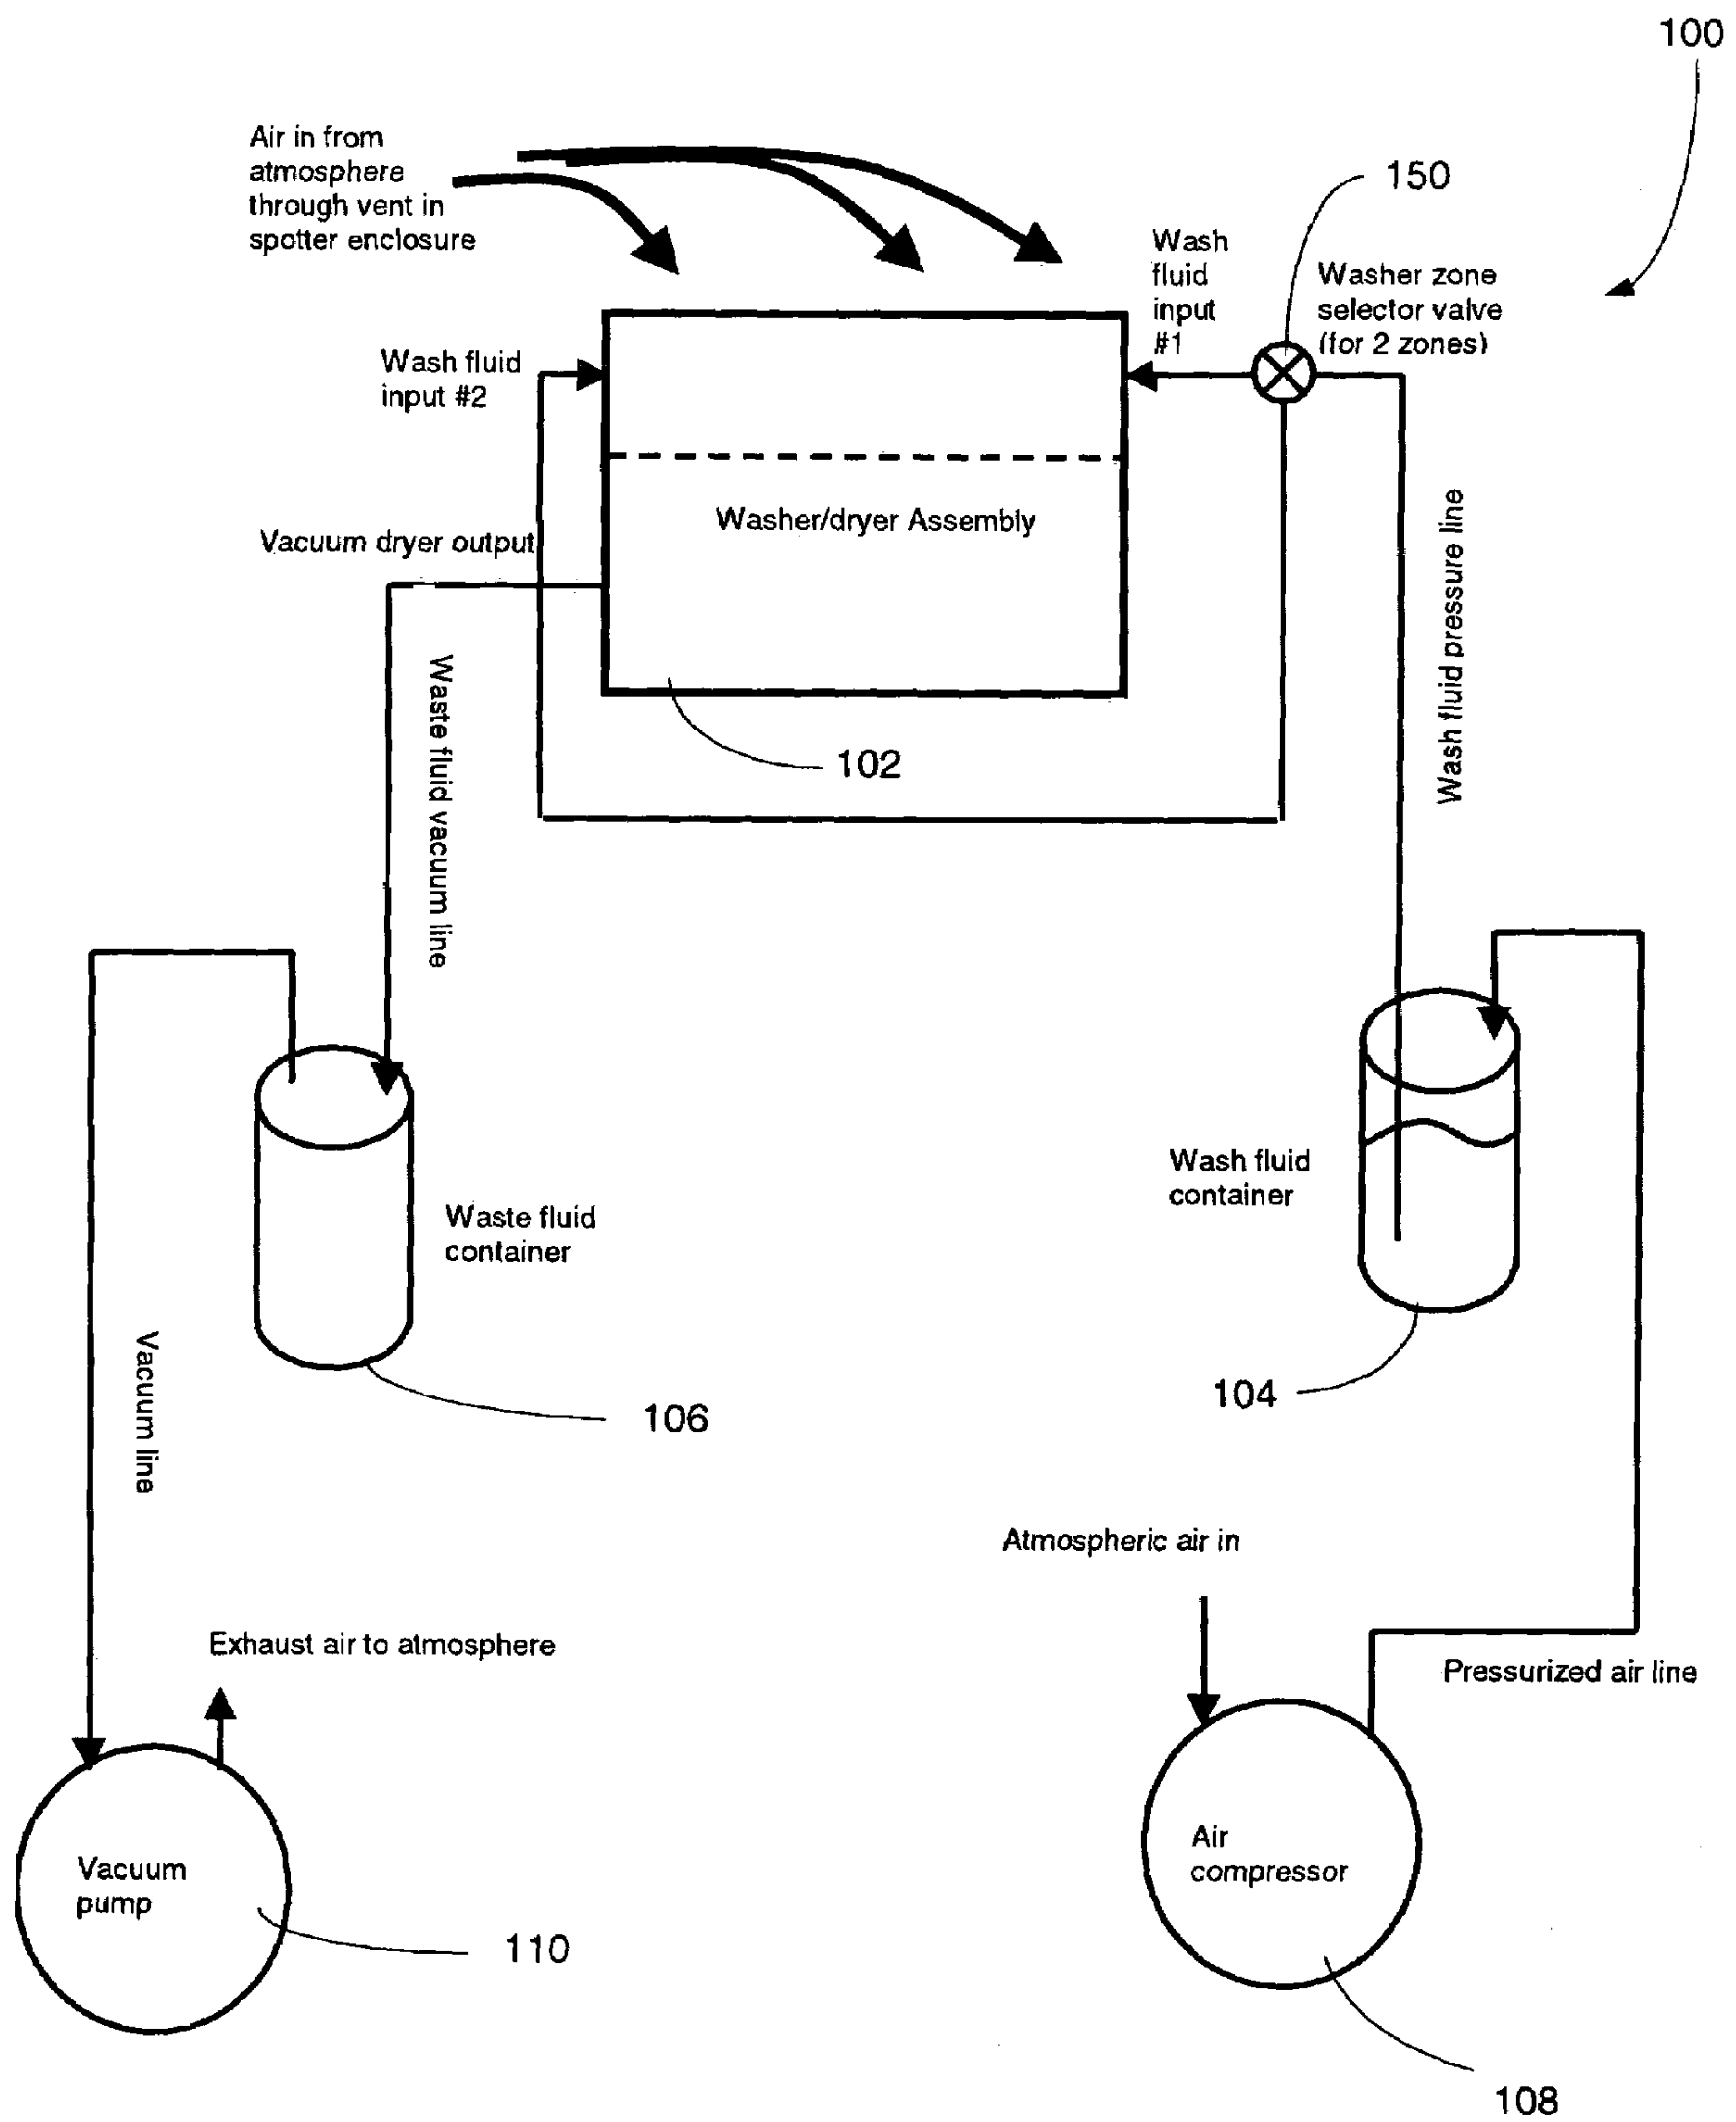 100
Air in from
atmosphere
through vent in
spotter enclosure
150
Wash
fluid
input
#1
Washer zone
selector valve
(for 2 zones)
Wash fluid
input #2
Washer/dryer Assembly
Vacuum dryer output
Wash fluid pressure line
Waste fluid vacuum line
102
Wash fluid
container
Waste fluid
container
104
106
Vacuum line
Atmospheric air in
Exhaust air to atmosphere
Pressurized air line
Air
compressor
Vacuum
pump
110
108